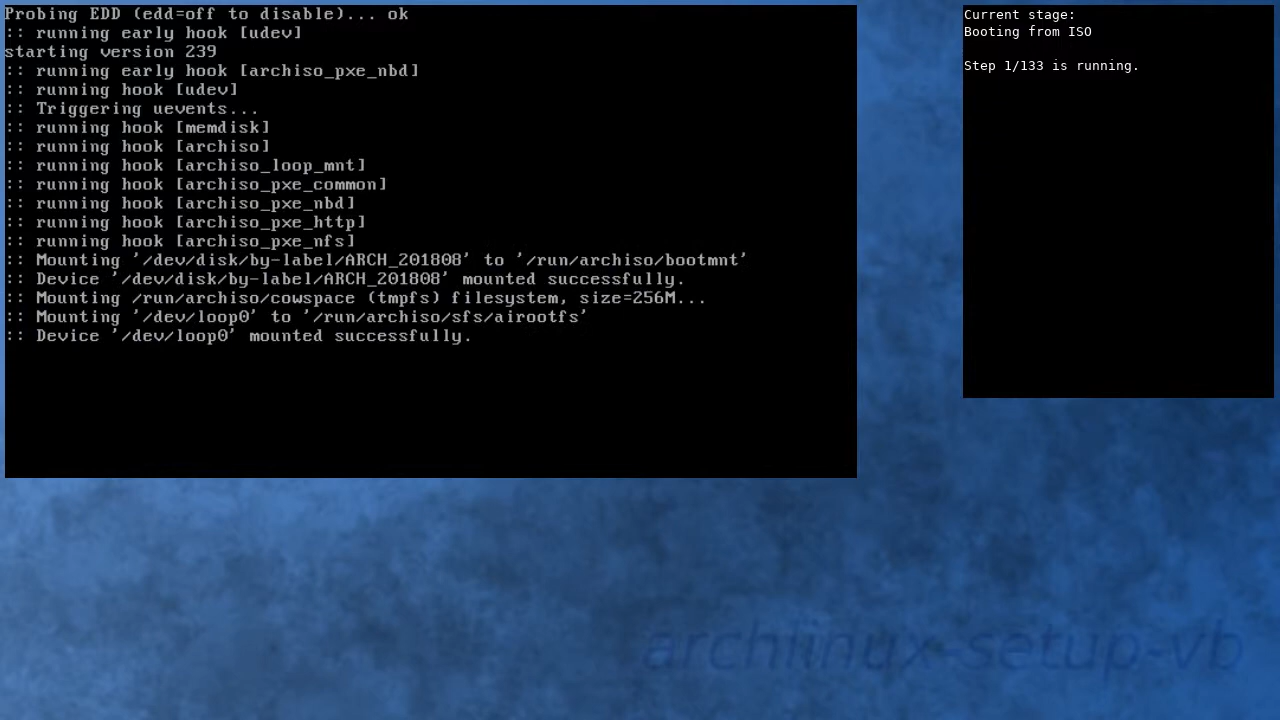 Probing EDD (edd=off to disable)... ok
:: running early hook [udev]
starting version 239
:: running early hook [archiso_pxe_nbd]
:: running hook [udev]
:: Triggering uevents...
:: running hook [memdisk]
:: running hook [archiso]
:: running hook [archiso_loop_mnt]
:: running hook [archiso_pxe_common]
:: running hook [archiso_pxe_nbd]
:: running hook [archiso_pxe_http]
:: running hook [archiso_pxe_nfs]
:: Mounting '/dev/disk/by-label/ARCH_201808' to '/run/archiso/bootmnt'
:: Device '/dev/disk/by-label/ARCH_201808' mounted successfully.
:: Mounting /run/archiso/cowspace (tmpfs) filesystem, size=256M...
:: Mounting '/dev/loop0' to '/run/archiso/sfs/airootfs'
:: Device '/dev/loop0' mounted successfully.
Current stage:
Booting from ISO
Step 1/133 is running.
archlinux-setup-vb